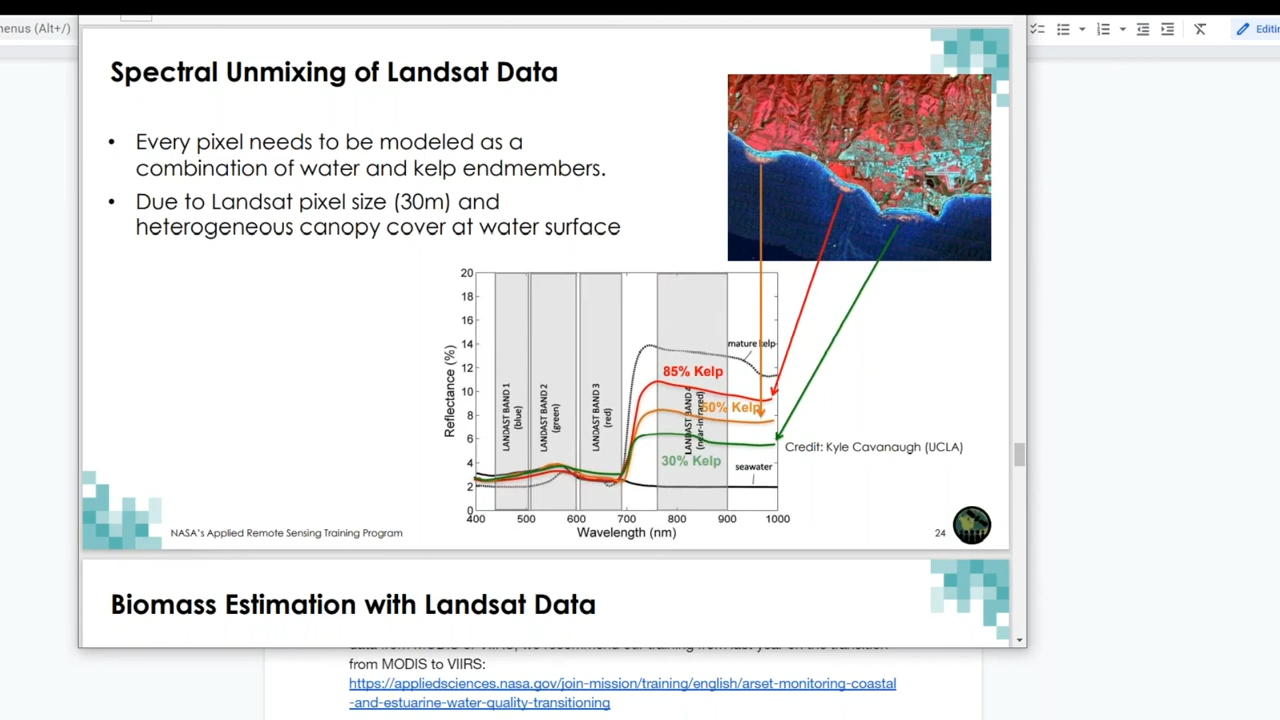 nenus (Alt+/)
Editin
Spectral Unmixing of Landsat Data
• Every pixel needs to be modeled as a
combination of water and kelp endmembers.
• Due to Landsat pixel size (30m) and
heterogeneous canopy cover at water surface
20
18
16
14
12
10
8
6
4
2
0
Reflectance (%)
LANDSAT BAND 1
(blue)
LANDSAT BAND 2
(green)
LANDSAT BAND 3
(red)
LANDSAT BAND 4
(near-infrared)
mature kelp
85% Kelp
50% Kelp
30% Kelp
seawater
400 500 600 700 800 900 1000
Wavelength (nm)
Credit: Kyle Cavanaugh (UCLA)
NASA's Applied Remote Sensing Training Program
24
Biomass Estimation with Landsat Data
from MODIS to VIIRS:
https://appliedsciences.nasa.gov/join-mission/training/english/arset-monitoring-coastal
-and-estuarine-water-quality-transitioning